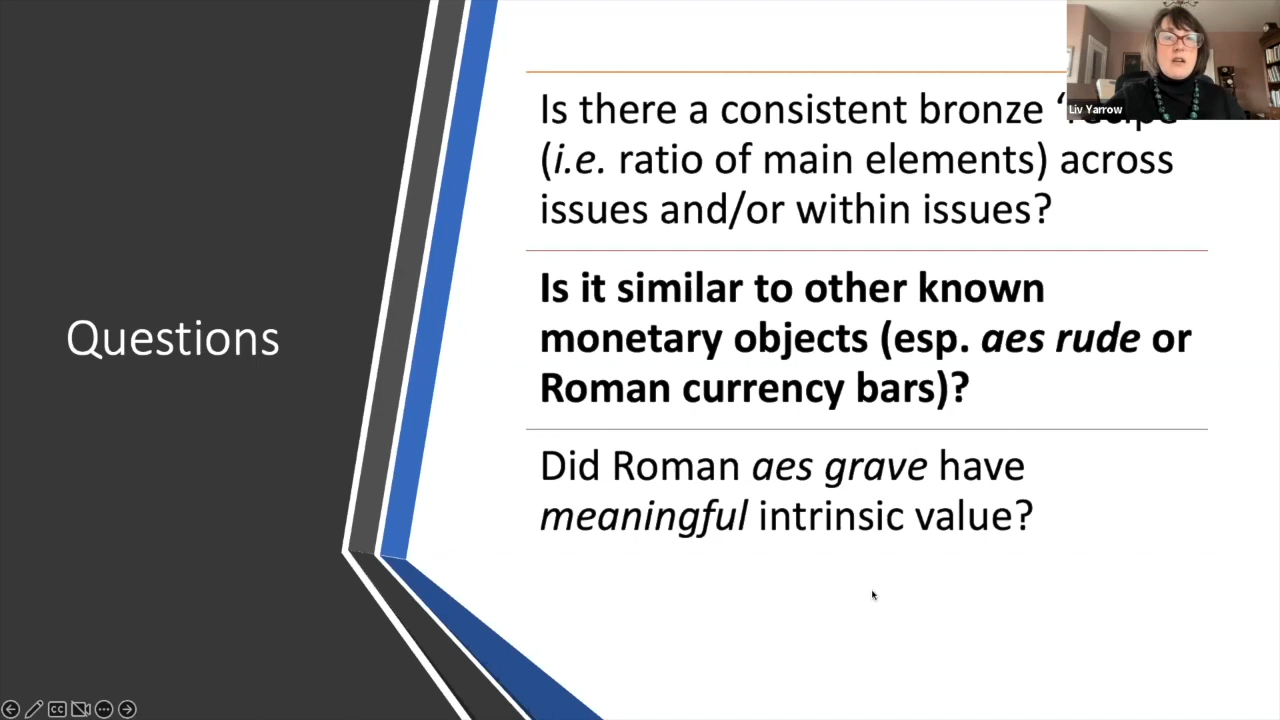 Liv Yarrow
Is there a consistent bronze
(i.e. ratio of main elements) across
issues and/or within issues?
Is it similar to other known
monetary objects (esp. aes rude or
Roman currency bars)?
Questions
Did Roman aes grave have
meaningful intrinsic value?
CC